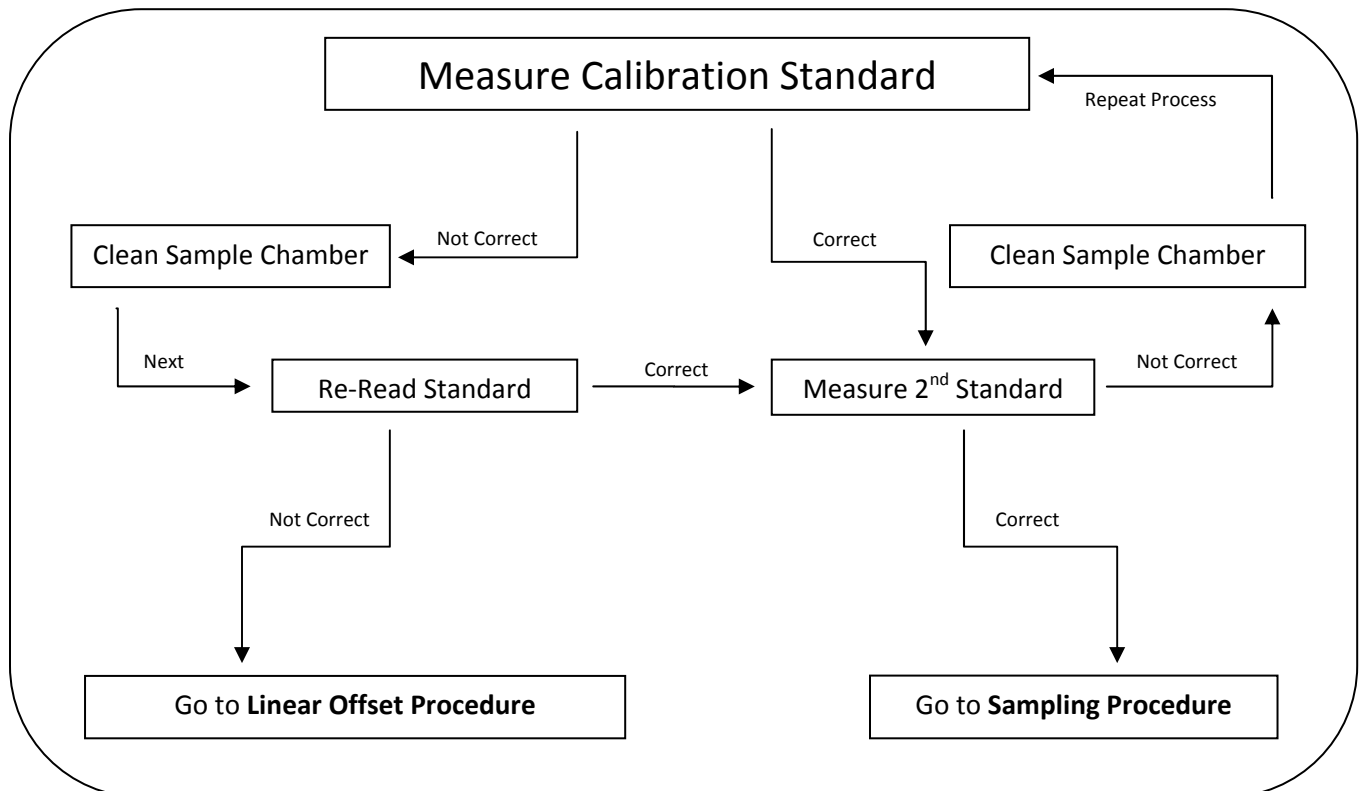 Measure Calibration Standard
Repeat Process
Not Correct
Correct
Clean Sample Chamber
Clean Sample Chamber
Next
Re-Read Standard
Correct
Measure 2nd Standard
Not Correct
Not Correct
Correct
Go to Linear Offset Procedure
Go to Sampling Procedure